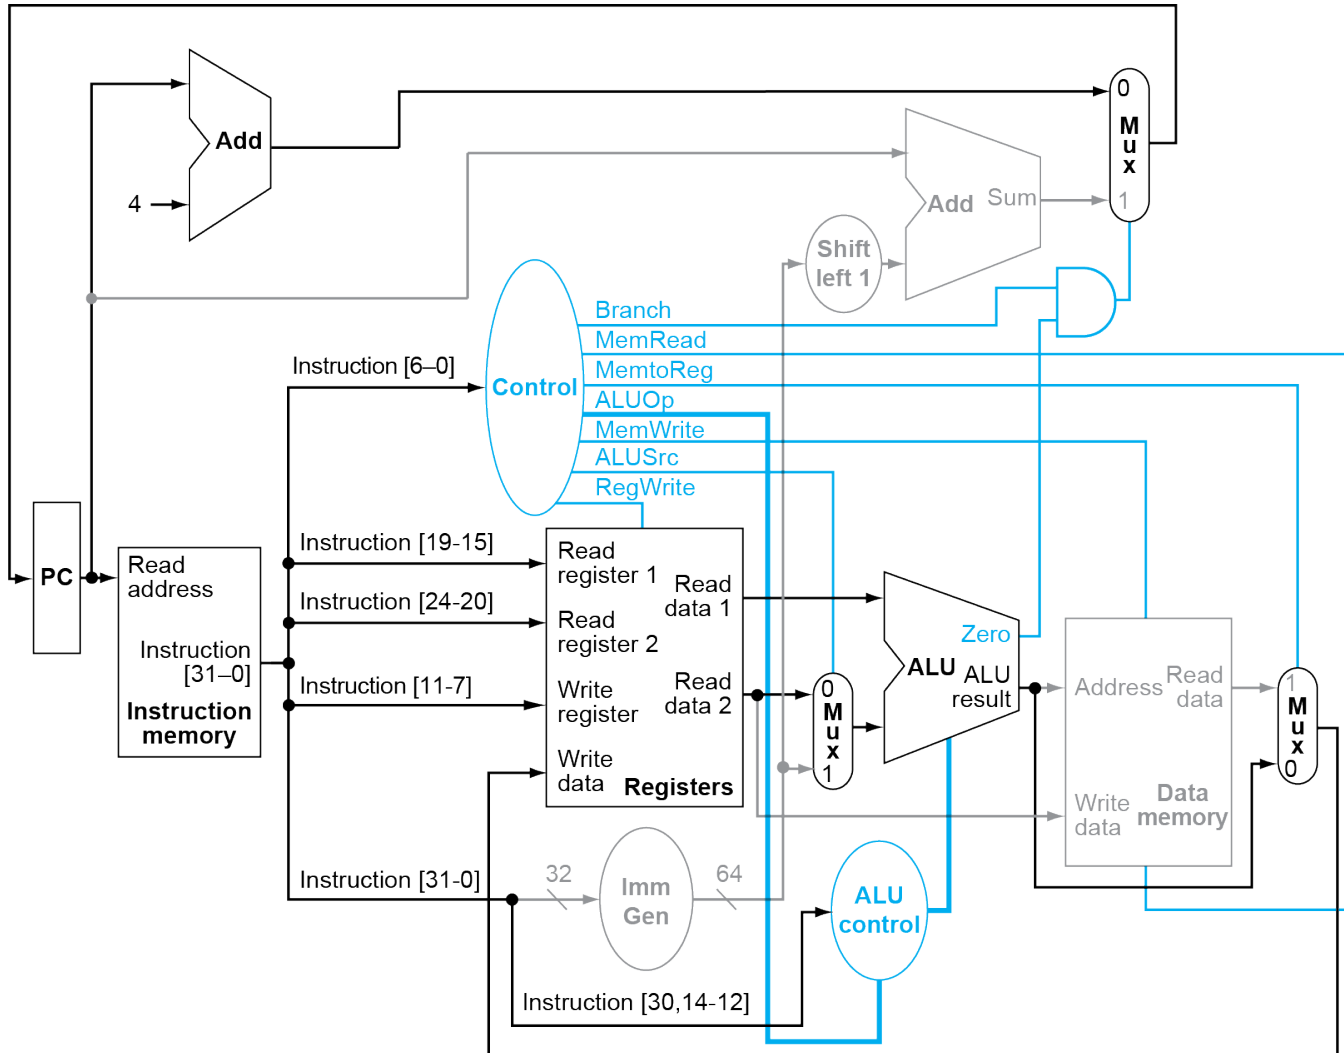 0
M
u
x
1
Add
4
Add
Sum
Shift
left 1
Branch
MemRead
MemtoReg
ALUOp
MemWrite
ALUSrc
RegWrite
Instruction [6–0]
Control
PC
Read
address
Instruction
[31–0]
Instruction
memory
Instruction [19-15]
Instruction [24-20]
Instruction [11-7]
Instruction [31-0]
Read
register 1
Read
register 2
Write
register
Write
data
Read
data 1
Read
data 2
Registers
0
M
u
x
1
Zero
ALU
ALU
result
Address
Read
data
Write
data
Data
memory
1
M
u
x
0
32
Imm
Gen
64
ALU
control
Instruction [30,14-12]